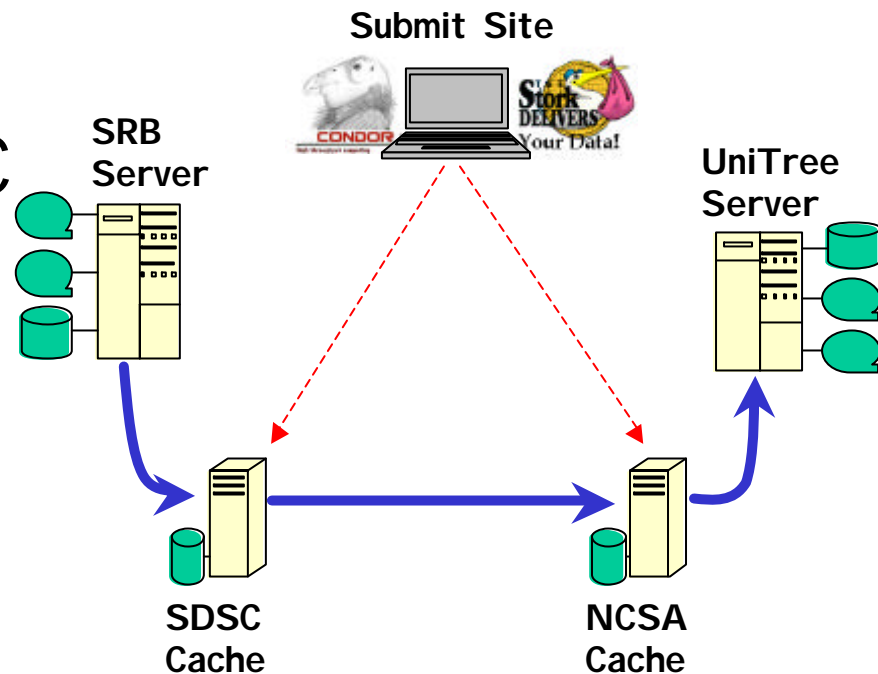 Submit Site
CONDOR
Stork
DELIVERS
Your Data!
C
SRB
Server
UniTree
Server
SDSC
Cache
NCSA
Cache